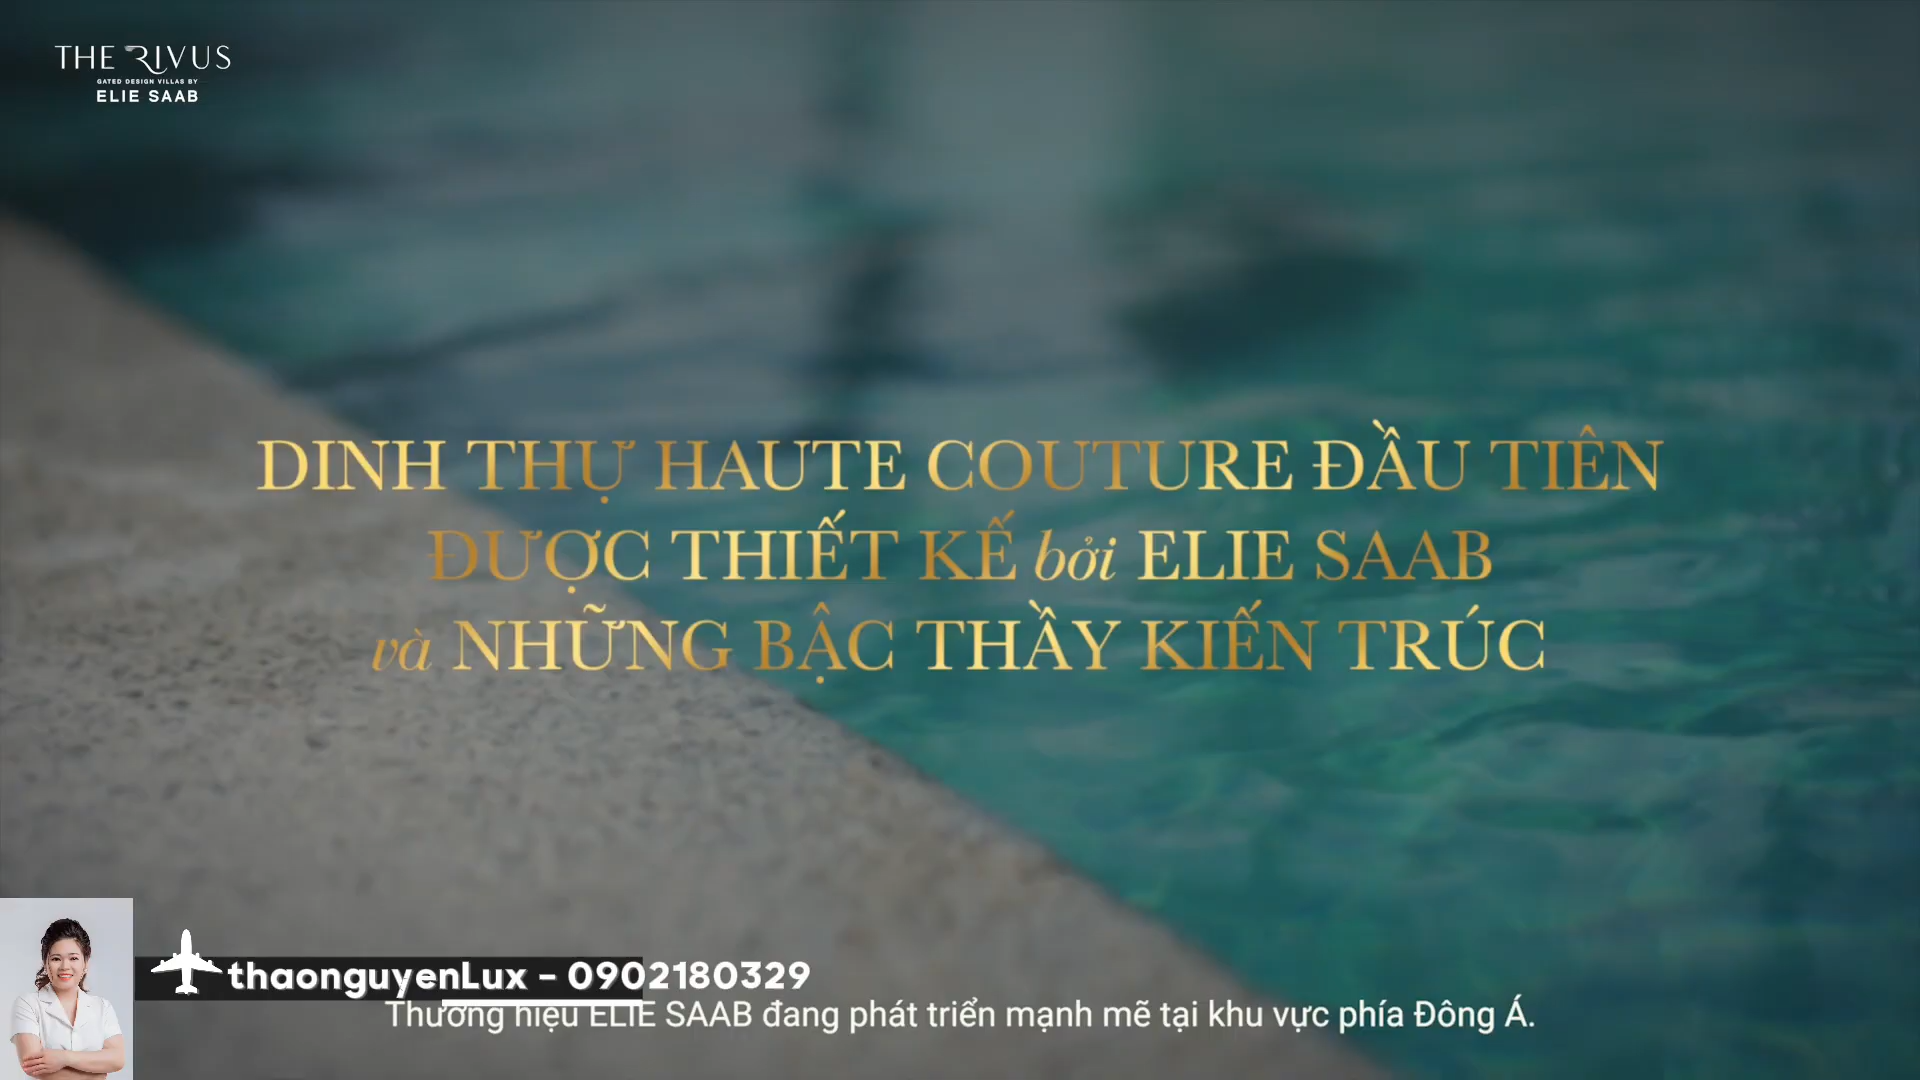 THE RIVUS
GATED DESIGN VILLAS BY
ELIE SAAB
DINH THỰ HAUTE COUTURE ĐẦU TIÊN
ĐƯỢC THIẾT KẾ bởi ELIE SAAB
và NHỮNG BẬC THẦY KIẾN TRÚC
thaonguyenLux - 0902180329
Thương hiệu ELIE SAAB đang phát triển mạnh mẽ tại khu vực phía Đông Á.